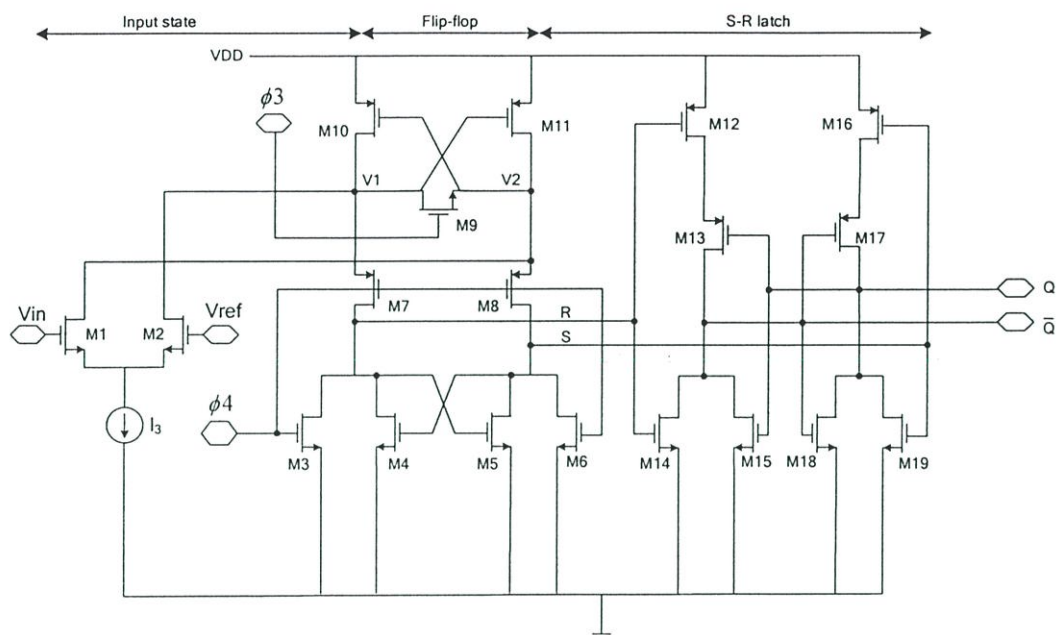 Input state Flip-flop S-R latch
VDD
ϕ3
M10 M11 M12 M16
V1 V2
M9 M13 M17
Vin Vref M7 M8
M1 M2 R Q
S Q̅
ϕ4
I₃
M3 M4 M5 M6 M14 M15 M18 M19